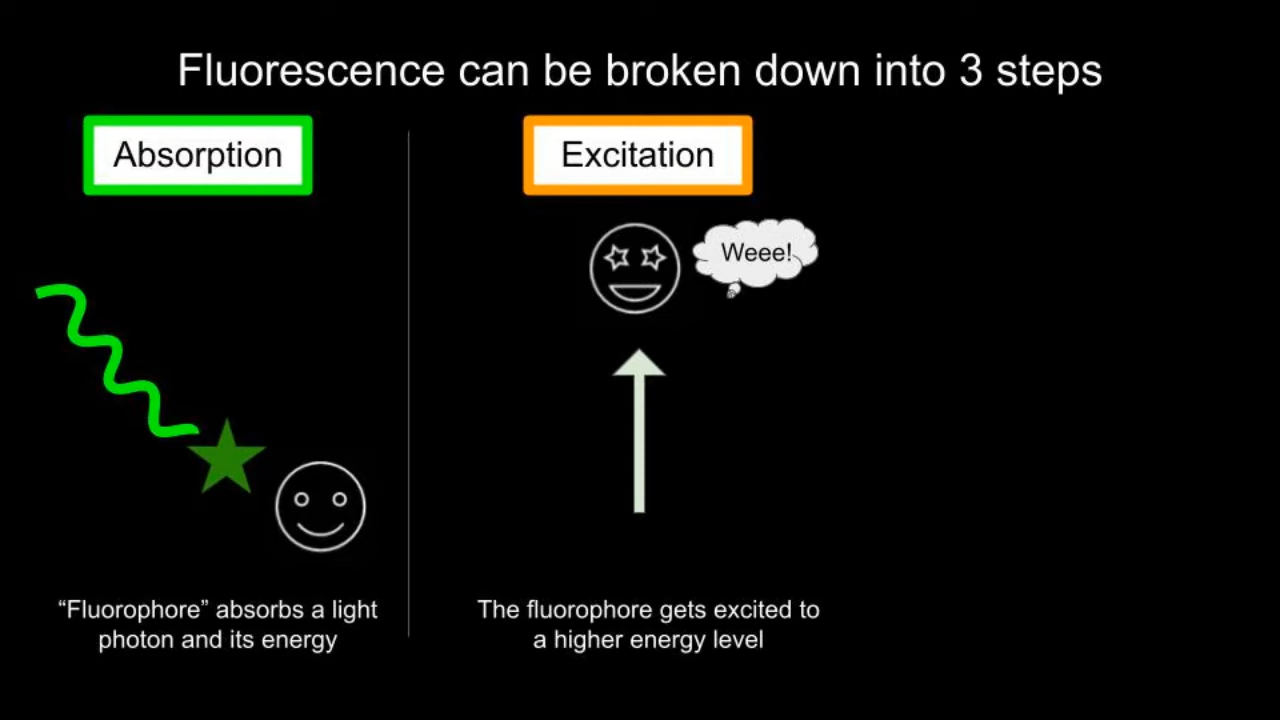 Fluorescence can be broken down into 3 steps
Absorption
Excitation
Weee!
“Fluorophore” absorbs a light
photon and its energy
The fluorophore gets excited to
a higher energy level